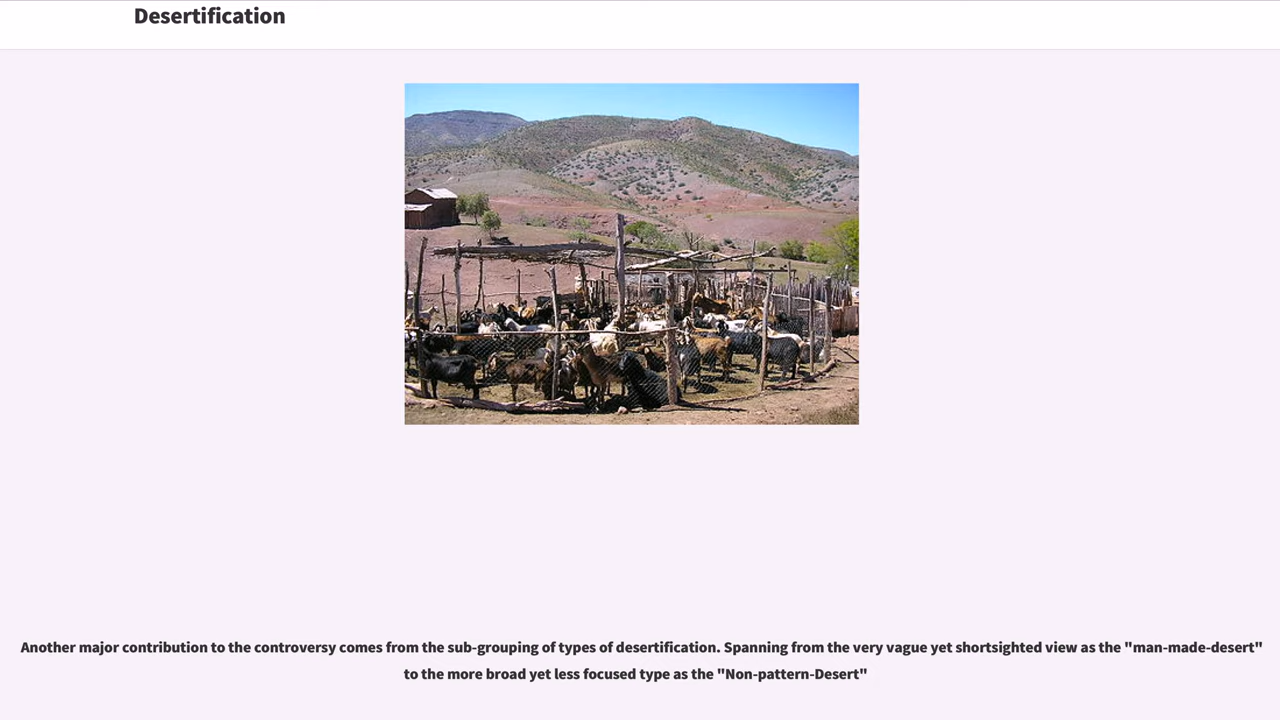 Desertification
Another major contribution to the controversy comes from the sub-grouping of types of desertification. Spanning from the very vague yet shortsighted view as the "man-made-desert"
to the more broad yet less focused type as the "Non-pattern-Desert"